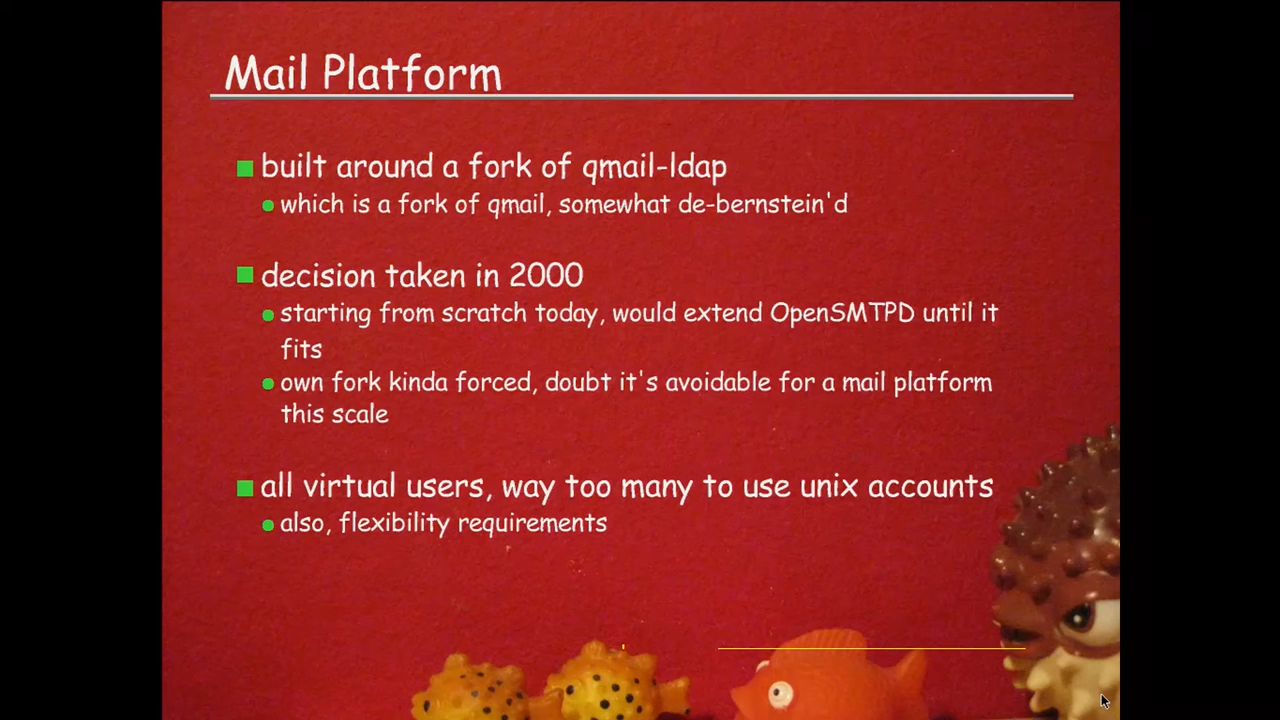 Mail Platform
built around a fork of qmail-ldap
which is a fork of qmail, somewhat de-bernstein'd
decision taken in 2000
starting from scratch today, would extend OpenSMTPD until it
fits
own fork kinda forced, doubt it's avoidable for a mail platform
this scale
all virtual users, way too many to use unix accounts
also, flexibility requirements